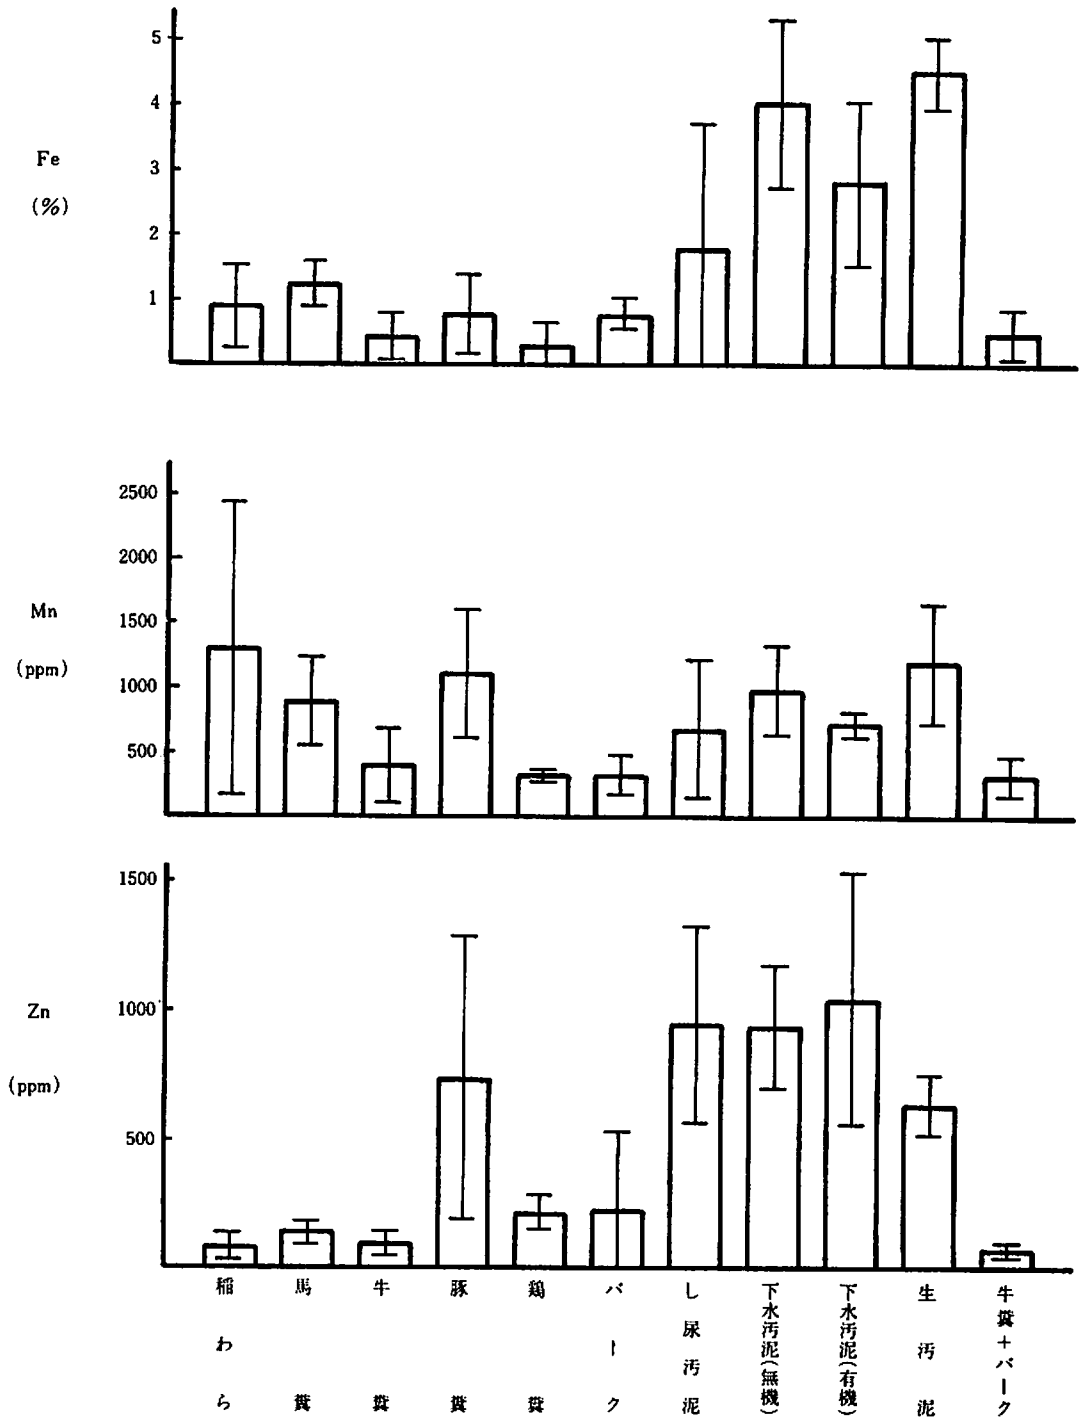 5
4
3
2
1
Fe
(%)
2500
2000
1500
1000
500
Mn
(ppm)
1500
1000
500
Zn
(ppm)
稲わら
馬糞
牛糞
豚糞
鶏糞
バーク
し尿汚泥
下水汚泥(無機)
下水汚泥(有機)
生汚泥
牛糞+バーク